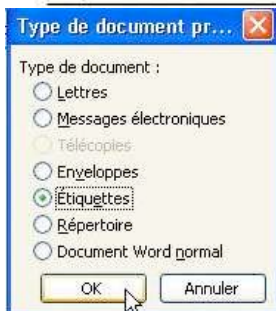 Type de document pr...
Type de document :
Lettres
Messages électroniques
Télécopies
Enveloppes
Étiquettes
Répertoire
Document Word normal
OK Annuler